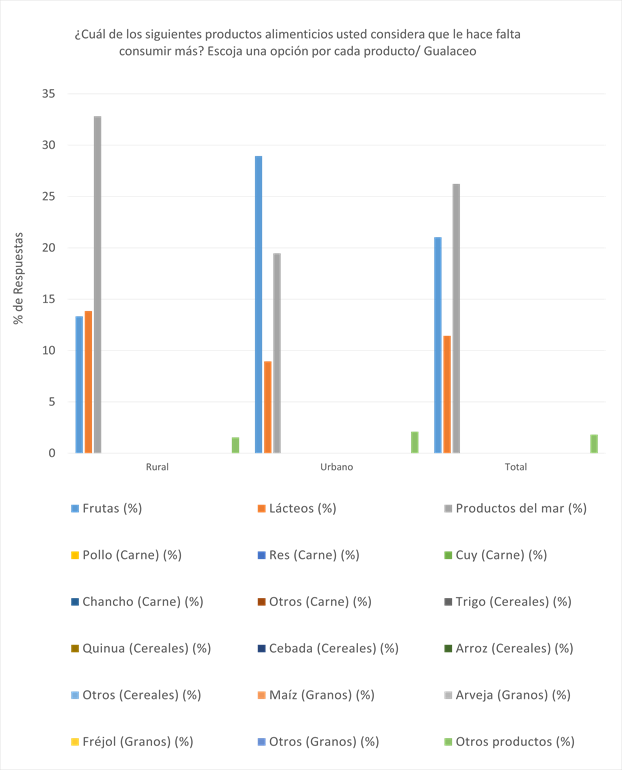 ¿Cuál de los siguientes productos alimenticios usted considera que le hace falta
consumir más? Escoja una opción por cada producto/ Gualaceo
35
30
25
20
15
10
5
0
% de Respuestas
Rural Urbano Total
Frutas (%) Lácteos (%) Productos del mar (%)
Pollo (Carne) (%) Res (Carne) (%) Cuy (Carne) (%)
Chancho (Carne) (%) Otros (Carne) (%) Trigo (Cereales) (%)
Quinua (Cereales) (%) Cebada (Cereales) (%) Arroz (Cereales) (%)
Otros (Cereales) (%) Maíz (Granos) (%) Arveja (Granos) (%)
Fréjol (Granos) (%) Otros (Granos) (%) Otros productos (%)